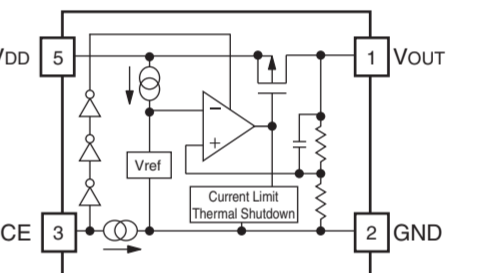 VDD 5 1 VOUT
−
+
Vref
Current Limit
Thermal Shutdown
CE 3 2 GND